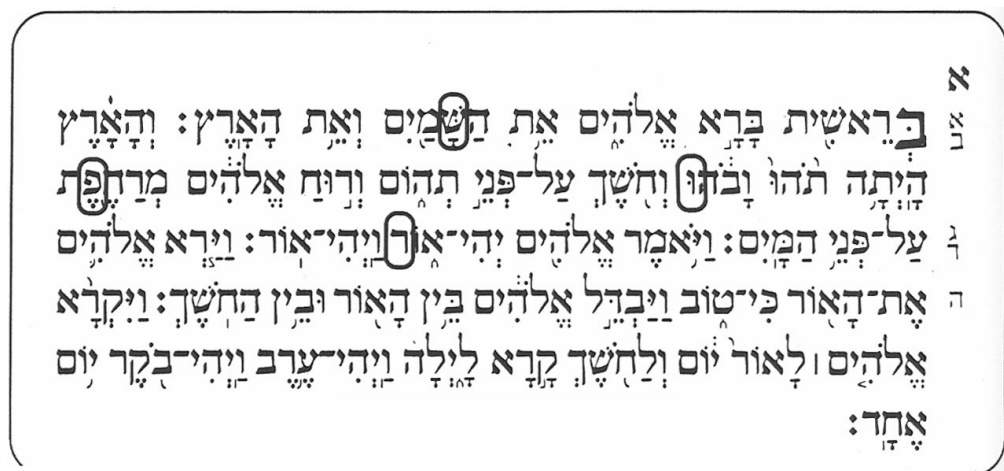 א
א ב בְּרֵאשִׁ֖ית בָּרָ֣א אֱלֹהִ֑ים אֵ֥ת הַשָּׁמַ֖יִם וְאֵ֥ת הָאָֽרֶץ׃ וְהָאָ֗רֶץ
הָיְתָ֥ה תֹ֙הוּ֙ וָבֹ֔הוּ וְחֹ֖שֶׁךְ עַל־פְּנֵ֣י תְה֑וֹם וְר֣וּחַ אֱלֹהִ֔ים מְרַחֶ֖פֶת
ג ד עַל־פְּנֵ֥י הַמָּֽיִם׃ וַיֹּ֥אמֶר אֱלֹהִ֖ים יְהִי־א֑וֹר וַֽיְהִי־אֽוֹר׃ וַיַּ֧רְא אֱלֹהִ֛ים
ה אֶת־הָא֖וֹר כִּי־ט֑וֹב וַיַּבְדֵּ֣ל אֱלֹהִ֔ים בֵּ֥ין הָא֖וֹר וּבֵ֥ין הַחֹֽשֶׁךְ׃ וַיִּקְרָ֨א
אֱלֹהִ֤ים ׀ לָאוֹר֙ י֔וֹם וְלַחֹ֖שֶׁךְ קָ֣רָא לָ֑יְלָה וַֽיְהִי־עֶ֥רֶב וַֽיְהִי־בֹ֖קֶר י֥וֹם
אֶחָֽד׃